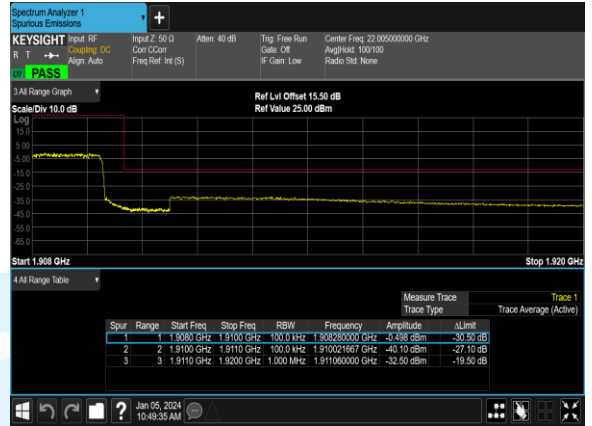 Spectrum Analyzer 1
Spurious Emissions
KEYSIGHT Input: RF Input Z: 50 Ω Atten: 40 dB Trig: Free Run Center Freq: 22.005000000 GHz
R T Coupling: DC Corr CCorr Gate: Off Avg|Hold: 100/100
Align: Auto Freq Ref: Int (S) IF Gain: Low Radio Std: None
PASS
3 All Range Graph
Ref Lvl Offset 15.50 dB
Scale/Div 10.0 dB Ref Value 25.00 dBm
Log
15.0
5.00
-5.00
-15.0
-25.0
-35.0
-45.0
-55.0
-65.0
Start 1.908 GHz Stop 1.920 GHz
4 All Range Table
Measure Trace Trace 1
Trace Type Trace Average (Active)
Spur Range Start Freq Stop Freq RBW Frequency Amplitude ΔLimit
1 1 1.9080 GHz 1.9100 GHz 100.0 kHz 1.908280000 GHz -0.498 dBm -30.50 dB
2 2 1.9100 GHz 1.9110 GHz 100.0 kHz 1.910021667 GHz -40.10 dBm -27.10 dB
3 3 1.9110 GHz 1.9200 GHz 1.000 MHz 1.911060000 GHz -32.50 dBm -19.50 dB
? Jan 05, 2024
10:49:35 AM